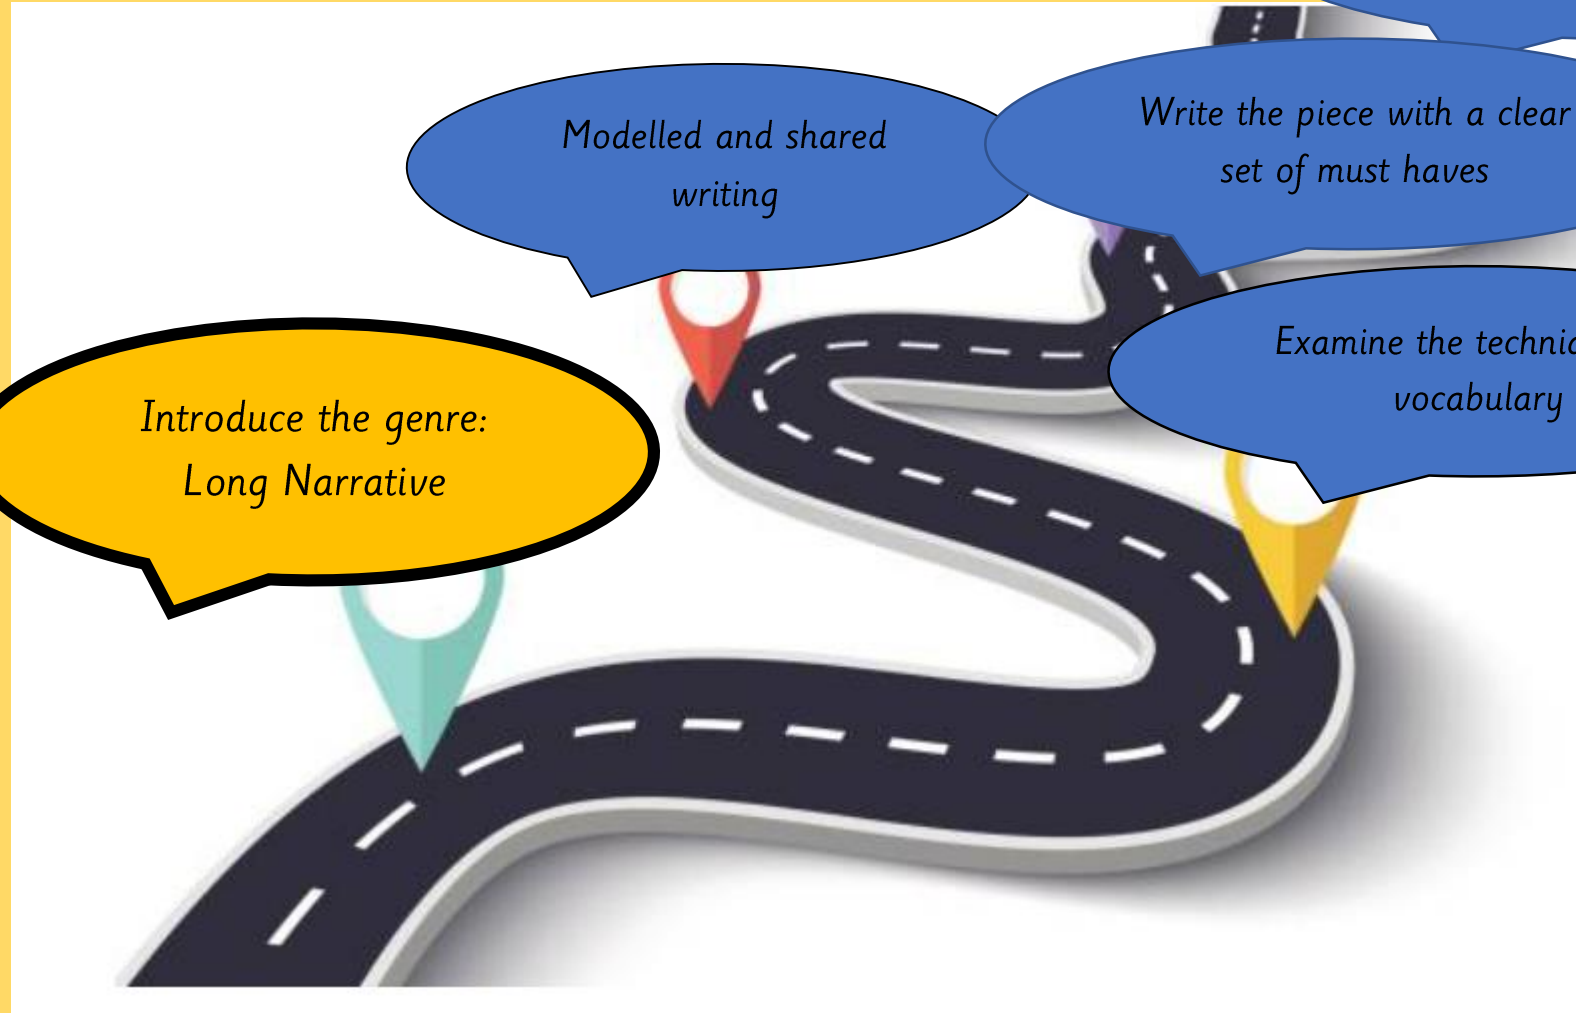 Modelled and shared
writing
Write the piece with a clear
set of must haves
Examine the
vocabulary
Introduce the genre:
Long Narrative